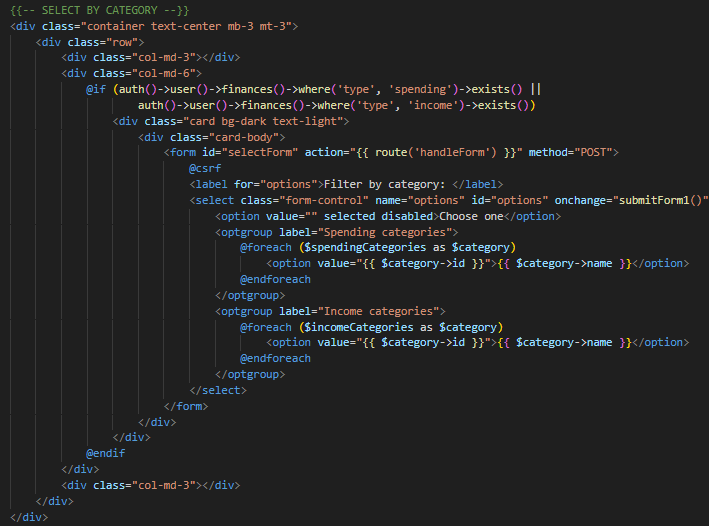 {{-- SELECT BY CATEGORY --}}
<div class="container text-center mb-3 mt-3">
    <div class="row">
        <div class="col-md-3"></div>
        <div class="col-md-6">
            @if (auth()->user()->finances()->where('type', 'spending')->exists() ||
                    auth()->user()->finances()->where('type', 'income')->exists())
                <div class="card bg-dark text-light">
                    <div class="card-body">
                        <form id="selectForm" action="{{ route('handleForm') }}" method="POST">
                            @csrf
                            <label for="options">Filter by category: </label>
                            <select class="form-control" name="options" id="options" onchange="submitForm1()"
                                <option value="" selected disabled>Choose one</option>
                                <optgroup label="Spending categories">
                                    @foreach ($spendingCategories as $category)
                                        <option value="{{ $category->id }}">{{ $category->name }}</option>
                                    @endforeach
                                </optgroup>
                                <optgroup label="Income categories">
                                    @foreach ($incomeCategories as $category)
                                        <option value="{{ $category->id }}">{{ $category->name }}</option>
                                    @endforeach
                                </optgroup>
                            </select>
                        </form>
                    </div>
                </div>
            @endif
        </div>
        <div class="col-md-3"></div>
    </div>
</div>